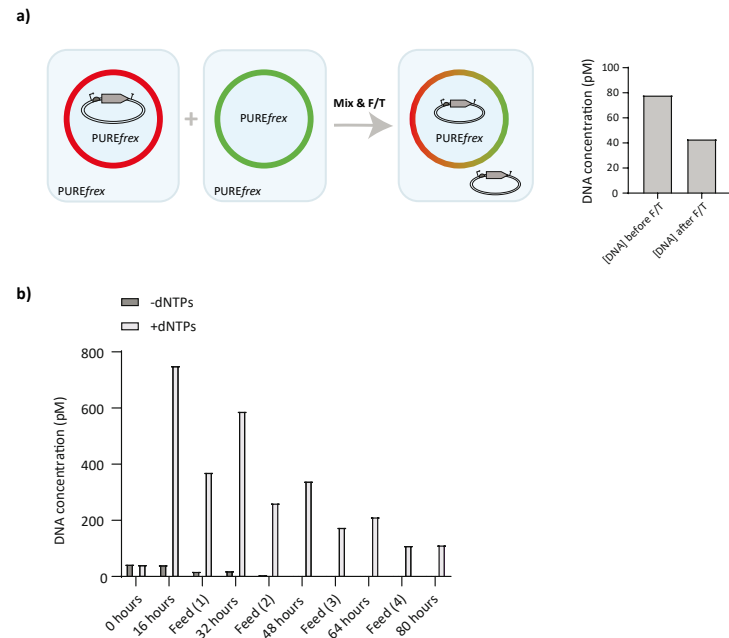 a)
PUREfrex
PUREfrex
+
PUREfrex
PUREfrex
Mix & F/T
PUREfrex
DNA concentration (pM)
100
80
60
40
20
0
[DNA] before F/T
[DNA] after F/T
b)
-dNTPs
+dNTPs
DNA concentration (pM)
800
600
400
200
0
0 hours
16 hours
Feed (1)
32 hours
Feed (2)
48 hours
Feed (3)
64 hours
Feed (4)
80 hours